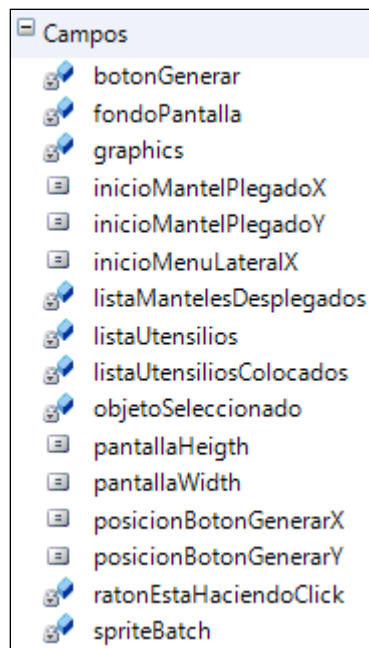 Campos
botonGenerar
fondoPantalla
graphics
inicioMantelPlegadoX
inicioMantelPlegadoY
inicioMenuLateralX
listaMantelesDesplegados
listaUtensilios
listaUtensiliosColocados
objetoSeleccionado
pantallaHeigth
pantallaWidth
posicionBotonGenerarX
posicionBotonGenerarY
ratonEstaHaciendoClick
spriteBatch